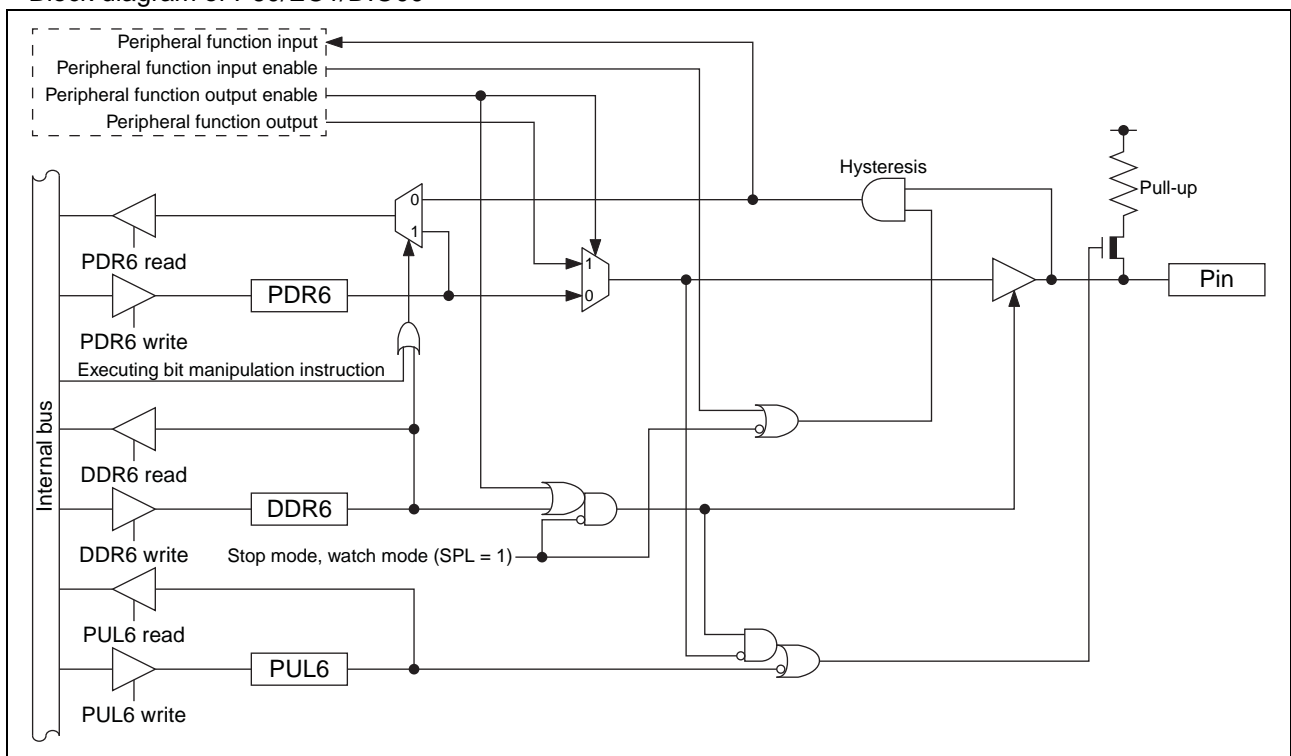 Peripheral function input
Peripheral function input enable
Peripheral function output enable
Peripheral function output
Hysteresis
Pull-up
0
1
PDR6 read
1
0
PDR6
Pin
PDR6 write
Executing bit manipulation instruction
Internal bus
DDR6 read
DDR6
DDR6 write
Stop mode, watch mode (SPL = 1)
PUL6 read
PUL6
PUL6 write